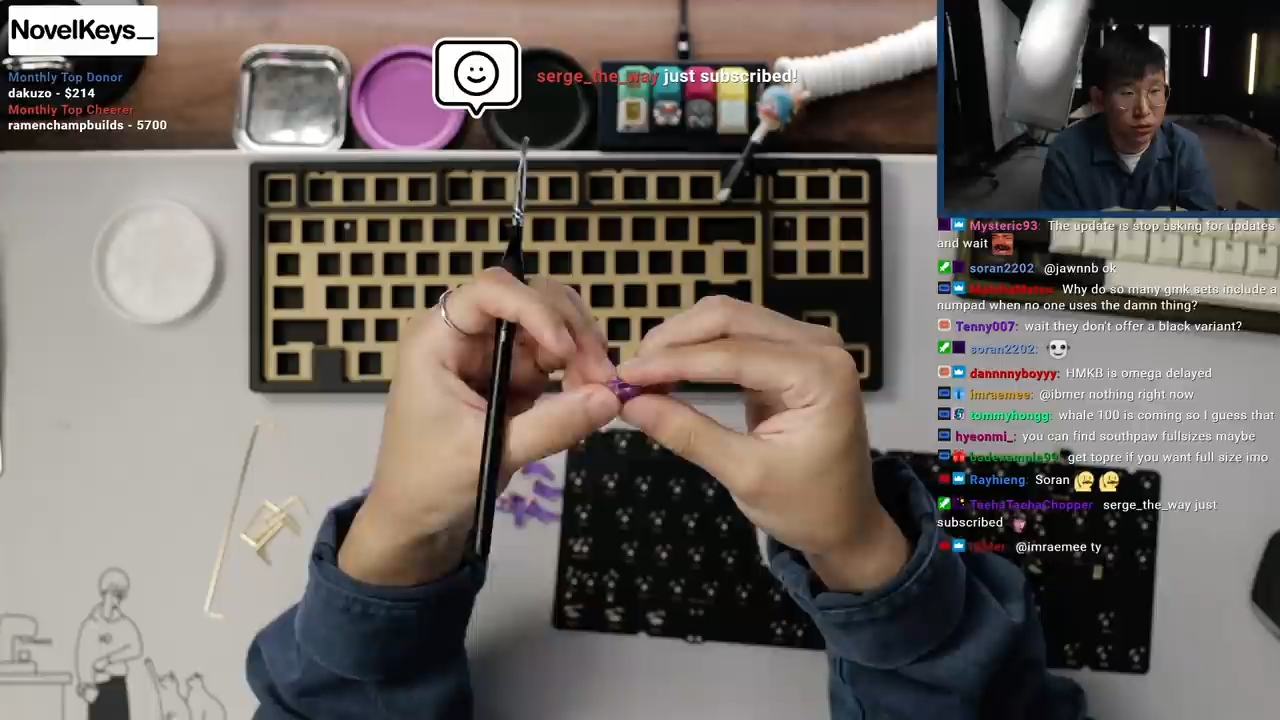 NovelKeys_
Monthly Top Donor
dakuzo - $214
Monthly Top Cheerer
ramenchampbuilds - 5700
serge_the_way just subscribed!
Mysteric93: The update is stop asking for updates
and wait
soran2202 @jawnnb ok
Why do so many gmk sets include a
numpad when no one uses the damn thing?
Tenny007: wait they don't offer a black variant?
soran2202:
dannnnyboyyy: HMKB is omega delayed
imraemee: @ibmer nothing right now
tommyhongg: whale 100 is coming so I guess that
hyeonmi_: you can find southpaw fullsizes maybe
get topre if you want full size imo
Rayhieng: Soran
TaehaTaehaChopper serge_the_way just
subscribed
@imraemee ty